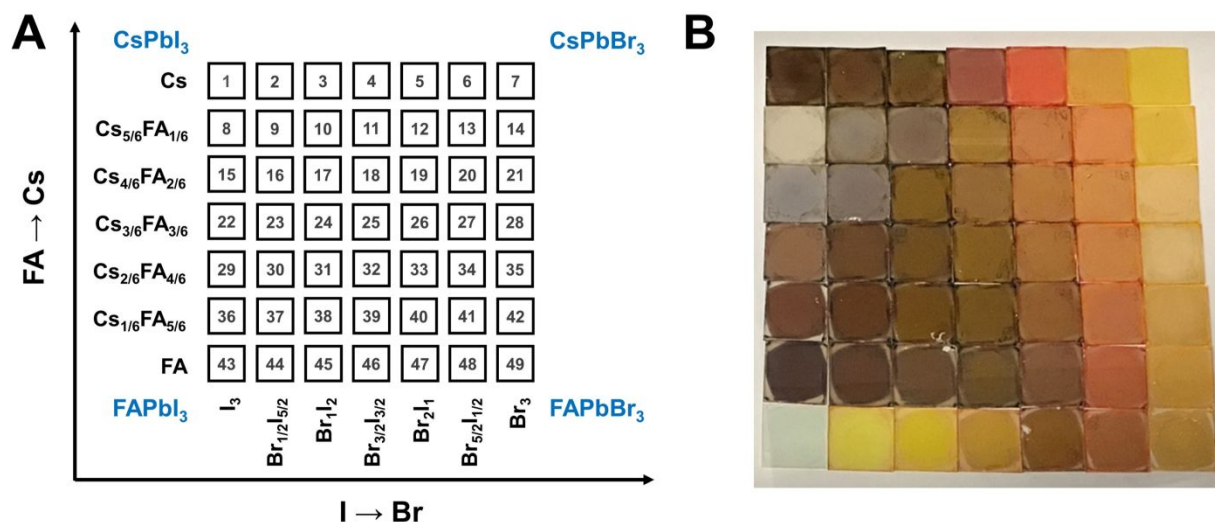 A
B
CsPbI₃ CsPbBr₃
Cs 1 2 3 4 5 6 7
Cs₅/₆FA₁/₆ 8 9 10 11 12 13 14
Cs₄/₆FA₂/₆ 15 16 17 18 19 20 21
Cs₃/₆FA₃/₆ 22 23 24 25 26 27 28
Cs₂/₆FA₄/₆ 29 30 31 32 33 34 35
Cs₁/₆FA₅/₆ 36 37 38 39 40 41 42
FA 43 44 45 46 47 48 49
FAPbI₃ FAPbBr₃
I₃ Br₁/₂I₅/₂ Br₁I₂ Br₃/₂I₃/₂ Br₂I₁ Br₅/₂I₁/₂ Br₃
FA → Cs
I → Br